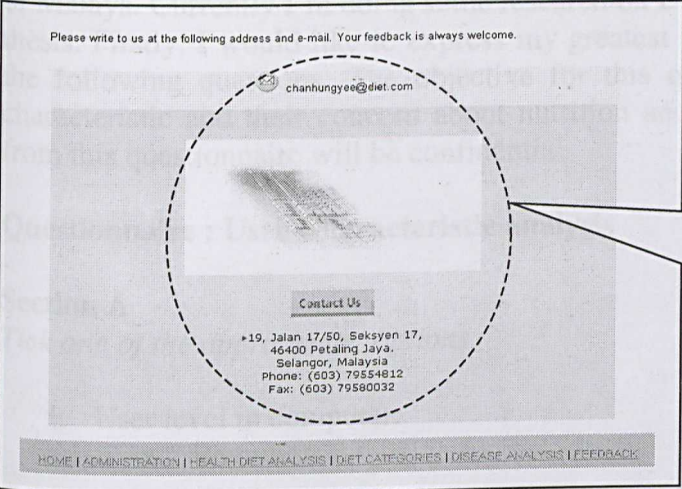 Please write to us at the following address and e-mail. Your feedback is always welcome.
chanhungyee@diet.com
Contact Us
19, Jalan 17/50, Seksyen 17,
46400 Petaling Jaya.
Selangor, Malaysia
Phone: (603) 79554812
Fax: (603) 79580032
HOME | ADMINISTRATION | HEALTH DIET ANALYSIS | DIET CATEGORIES | DISEASE ANALYSIS | FEEDBACK